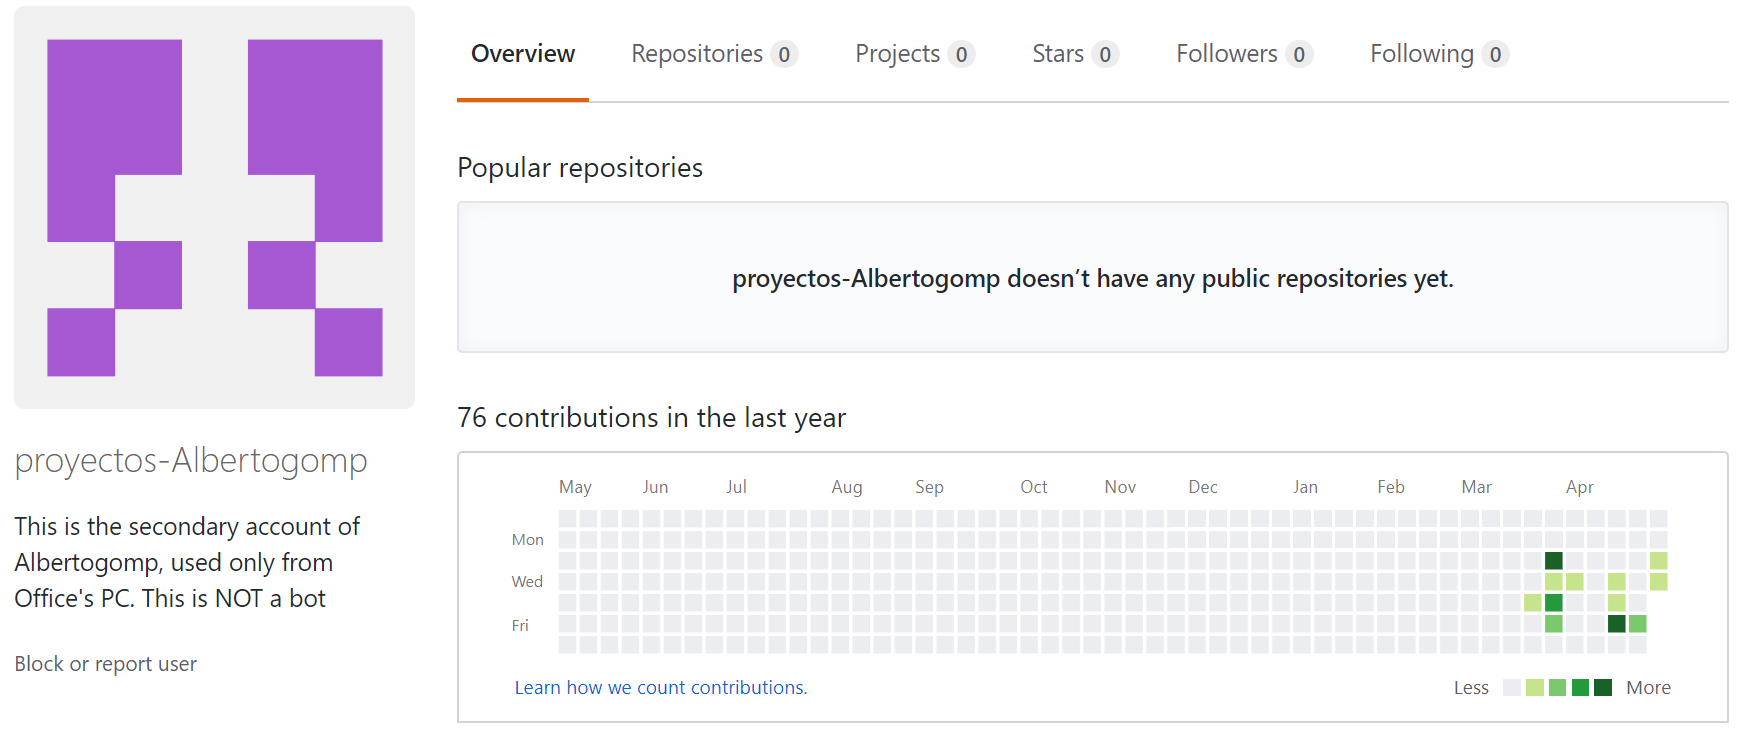 Overview Repositories 0 Projects 0 Stars 0 Followers 0 Following 0
Popular repositories
proyectos-Albertogomp doesn’t have any public repositories yet.
76 contributions in the last year
proyectos-Albertogomp
This is the secondary account of
Albertogomp, used only from
Office's PC. This is NOT a bot
Block or report user
May Jun Jul Aug Sep Oct Nov Dec Jan Feb Mar Apr
Mon
Wed
Fri
Learn how we count contributions.
Less More